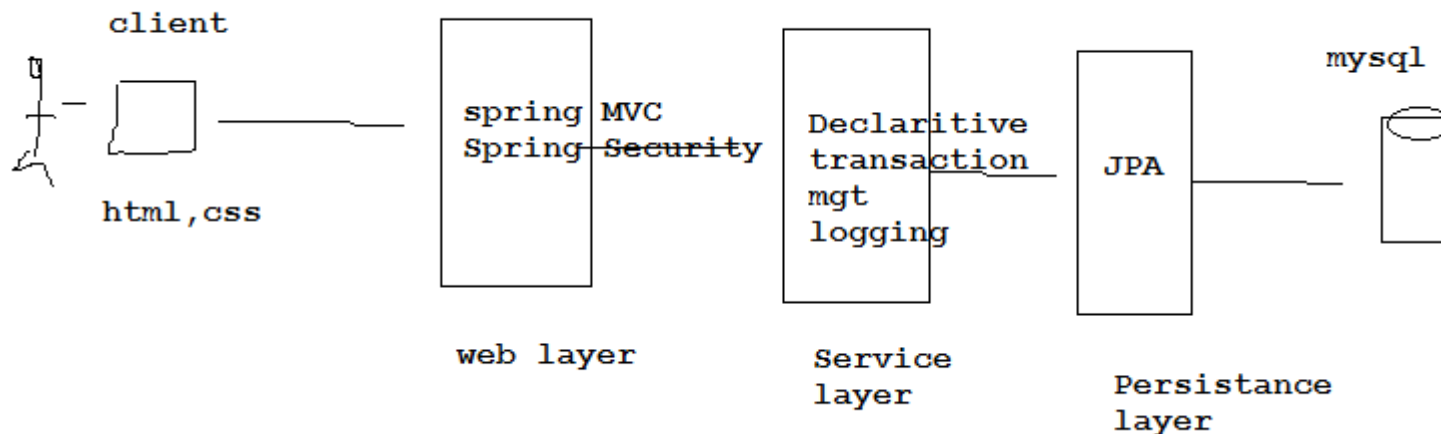 client
html,css
spring MVC
Spring Security
web layer
Declaritive
transaction
mgt
logging
Service
layer
JPA
Persistance
layer
mysql